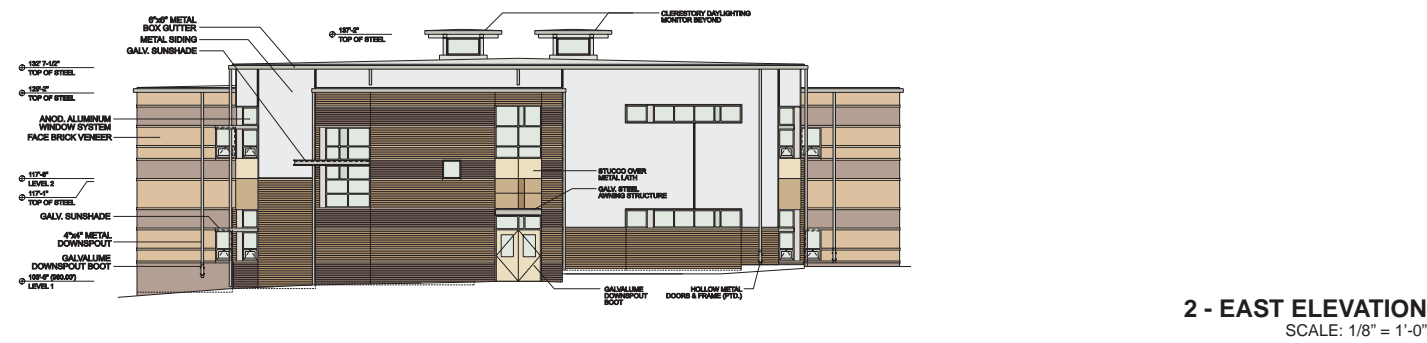 6"x6" METAL
BOX GUTTER
METAL SIDING
GALV. SUNSHADE
137'-2"
TOP OF STEEL
CLERESTORY DAYLIGHTING
MONITOR BEYOND
132' 7-1/2"
TOP OF STEEL
129'-2"
TOP OF STEEL
ANOD. ALUMINUM
WINDOW SYSTEM
FACE BRICK VENEER
117'-6"
LEVEL 2
117'-1"
TOP OF STEEL
GALV. SUNSHADE
4"x4" METAL
DOWNSPOUT
GALVALUME
DOWNSPOUT BOOT
LEVEL 1
STUCCO OVER
METAL LATH
GALV. STEEL
AWNING STRUCTURE
GALVALUME
DOWNSPOUT
BOOT
HOLLOW METAL
DOORS & FRAME (PTD.)
2 - EAST ELEVATION
SCALE: 1/8" = 1'-0"